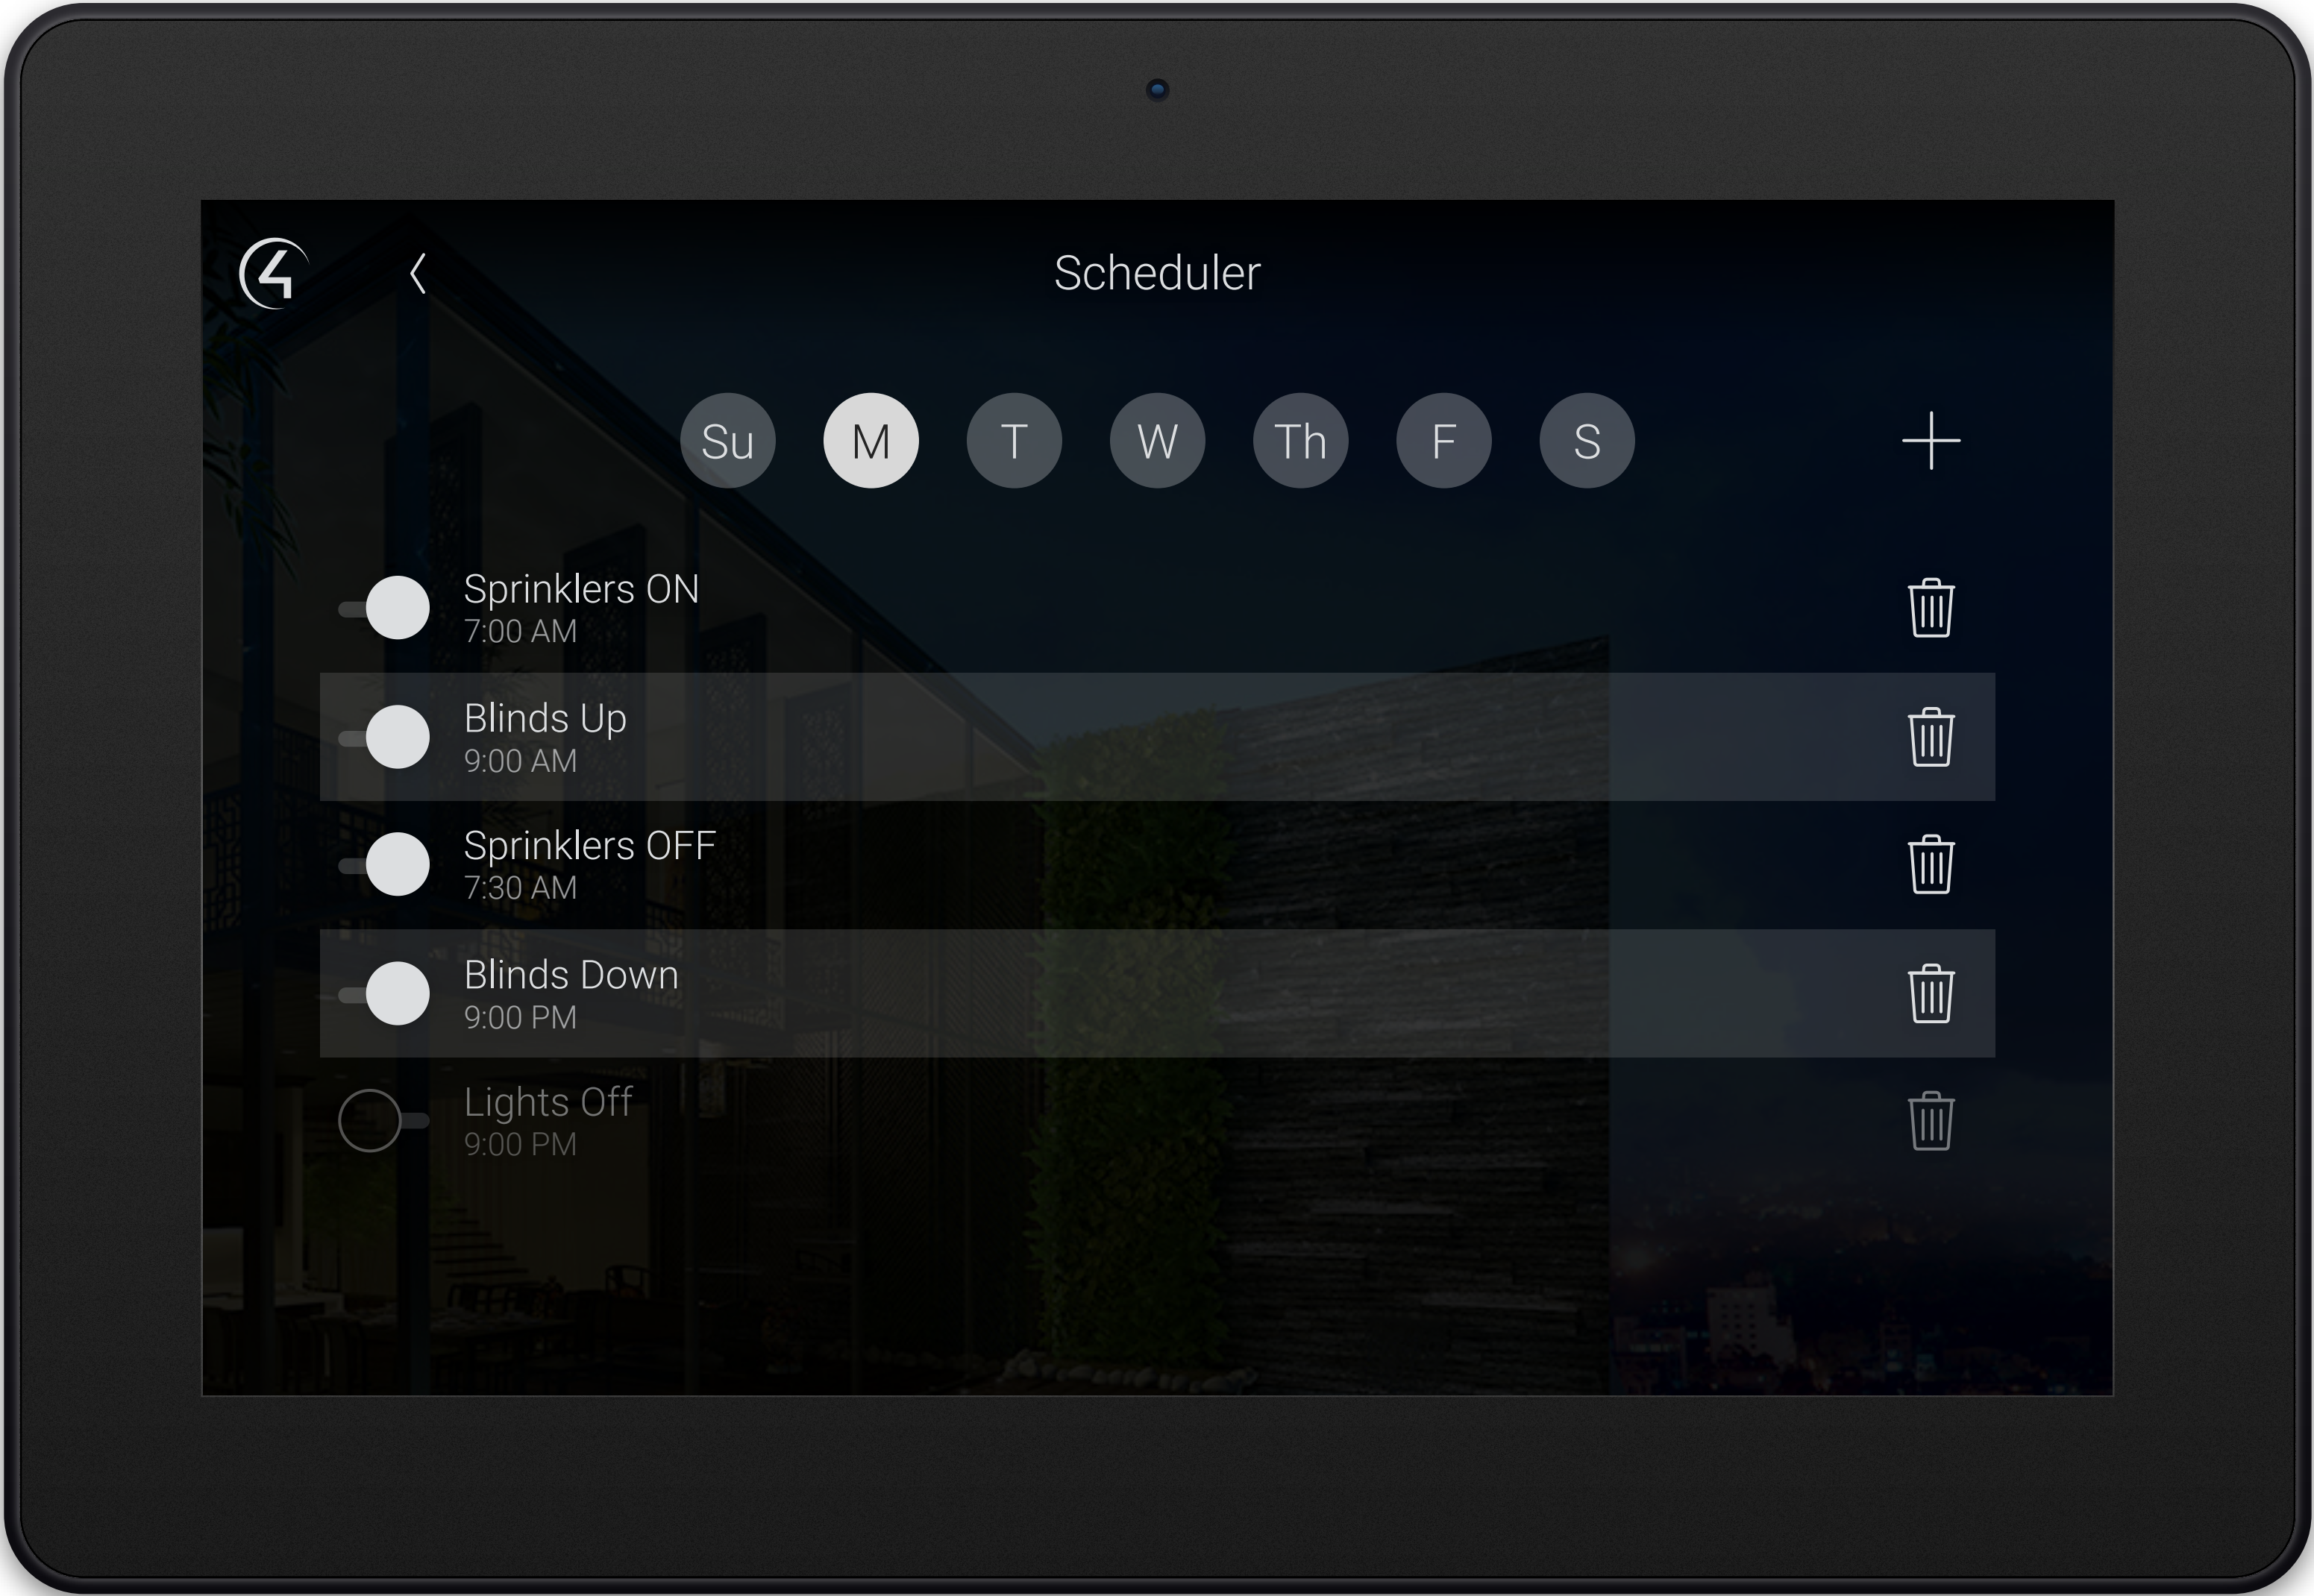 4
Scheduler
Su M T W Th F S
Sprinklers ON
7:00 AM
Blinds Up
9:00 AM
Sprinklers OFF
7:30 AM
Blinds Down
9:00 PM
Lights Off
9:00 PM